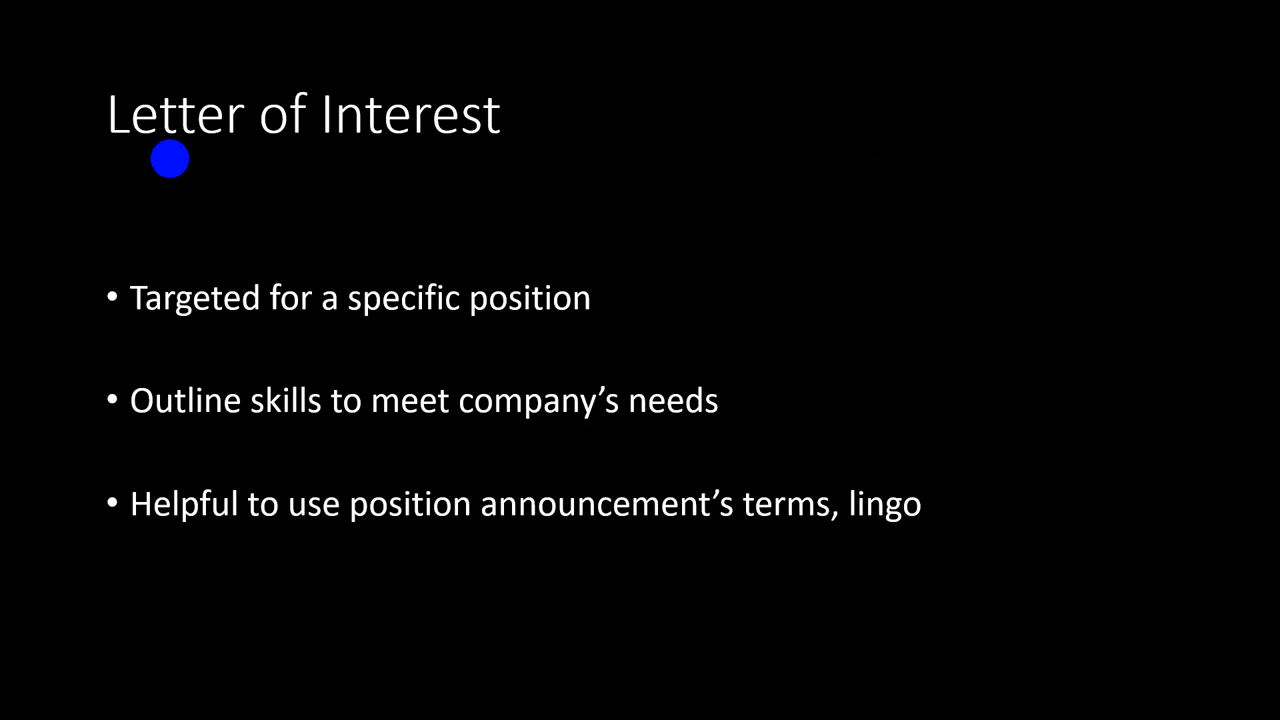 Letter of Interest
• Targeted for a specific position
• Outline skills to meet company’s needs
• Helpful to use position announcement’s terms, lingo